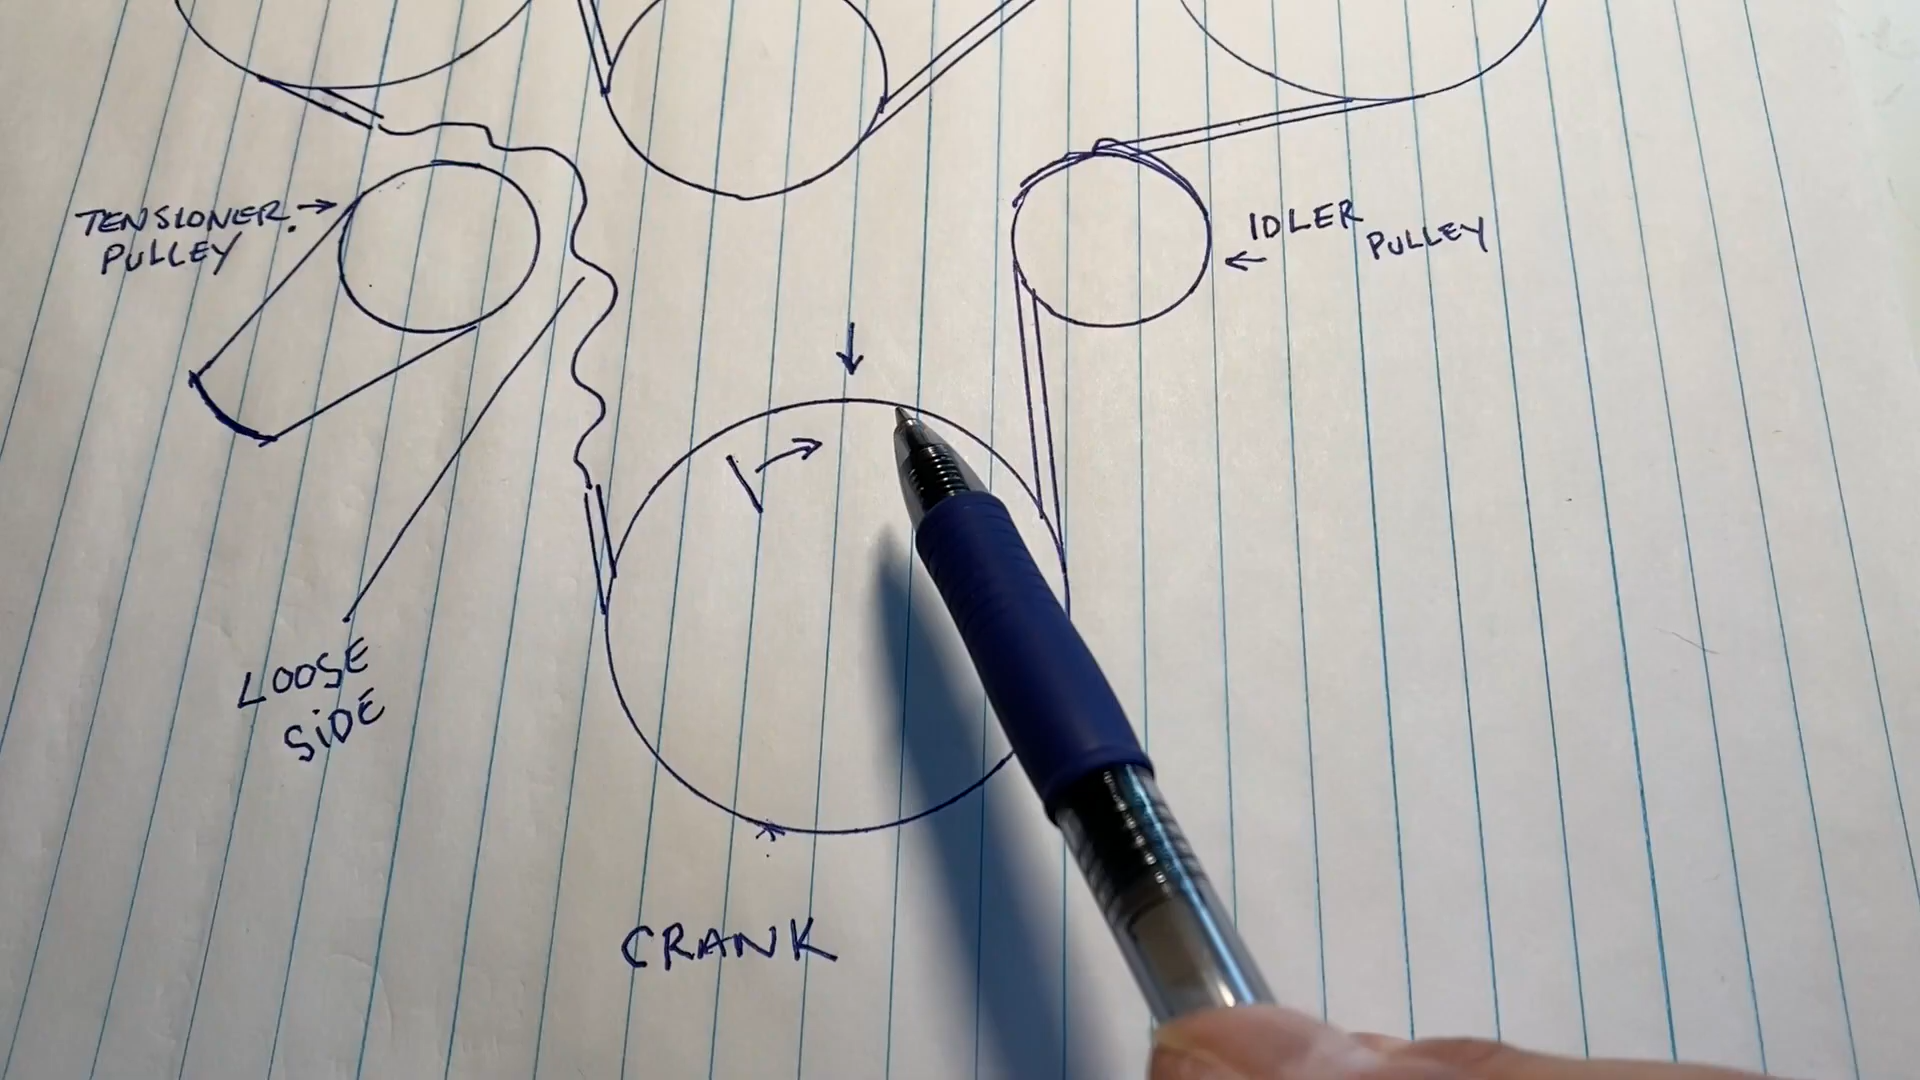 TENSIONER
PULLEY
IDLER
PULLEY
LOOSE
SiDE
CRANK